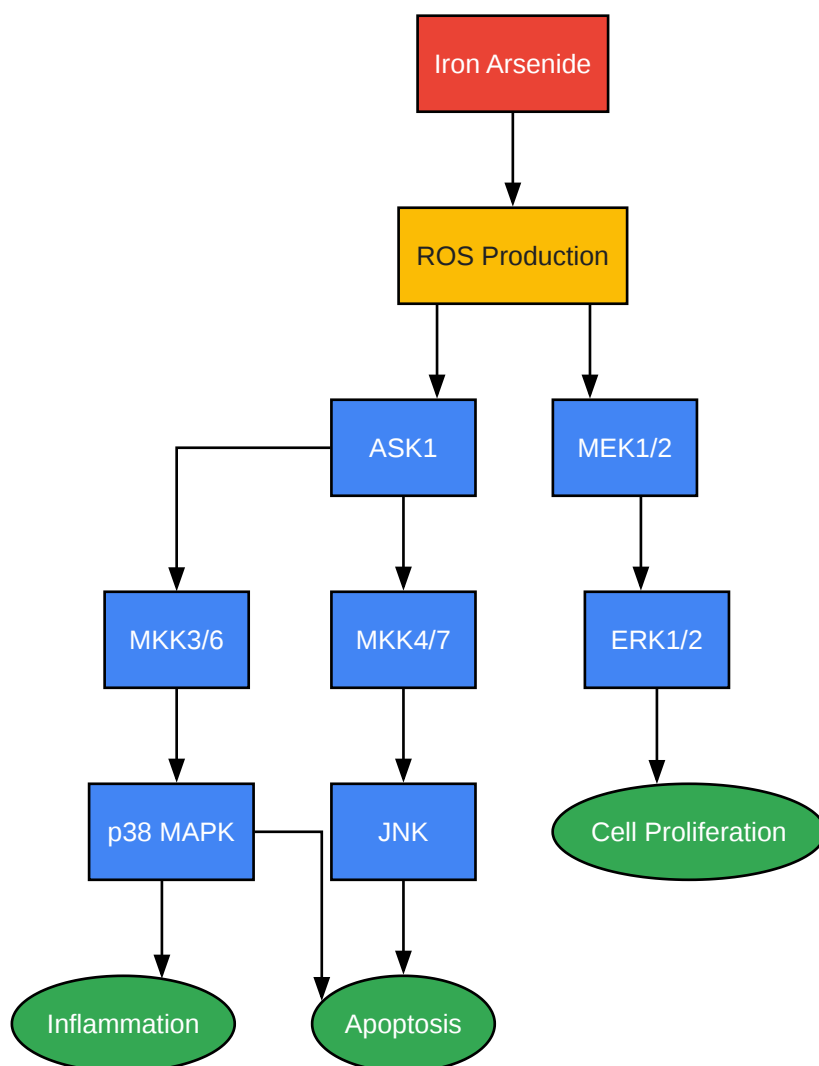 Iron Arsenide
ROS Production
ASK1
MEK1/2
MKK3/6
MKK4/7
ERK1/2
p38 MAPK
JNK
Cell Proliferation
Inflammation
Apoptosis